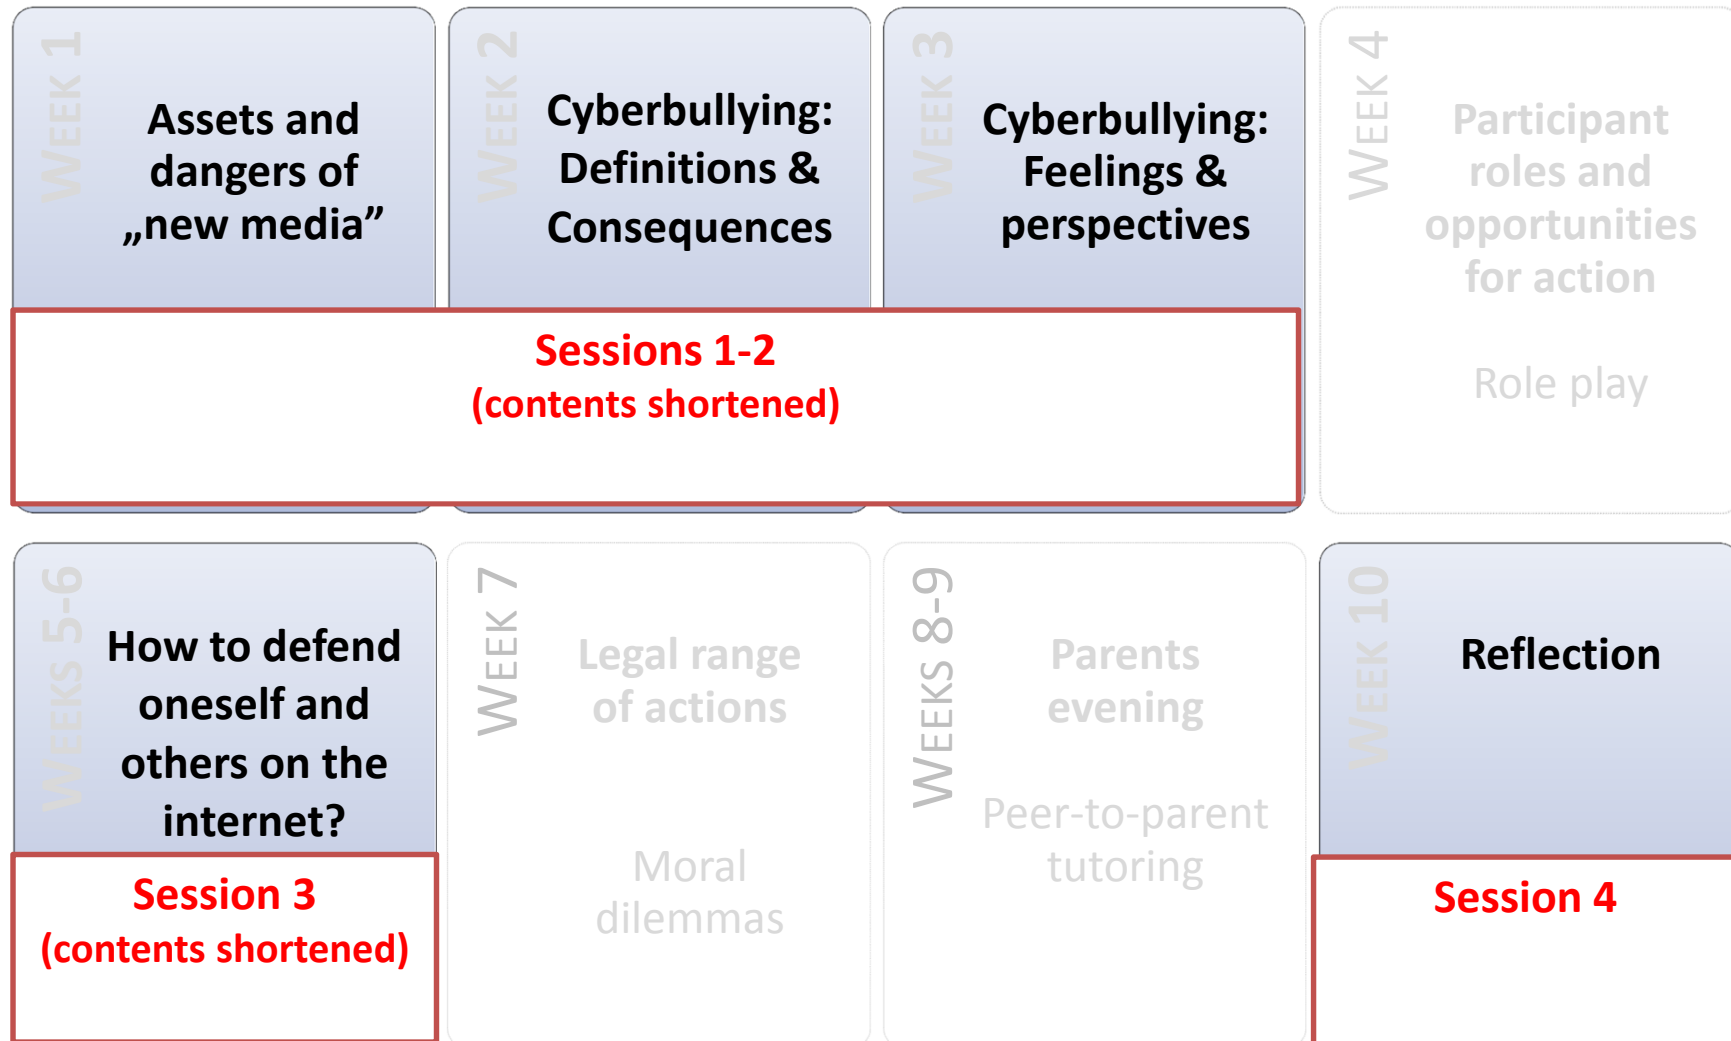 WEEK 1
Assets and
dangers of
„new media”
WEEK 2
Cyberbullying:
Definitions &
Consequences
WEEK 3
Cyberbullying:
Feelings &
perspectives
WEEK 4
Participant
roles and
opportunities
for action
Role play
Sessions 1-2
(contents shortened)
WEEKS 5-6
How to defend
oneself and
others on the
internet?
Session 3
(contents shortened)
WEEK 7
Legal range
of actions
Moral
dilemmas
WEEKS 8-9
Parents
evening
Peer-to-parent
tutoring
WEEK 10
Reflection
Session 4